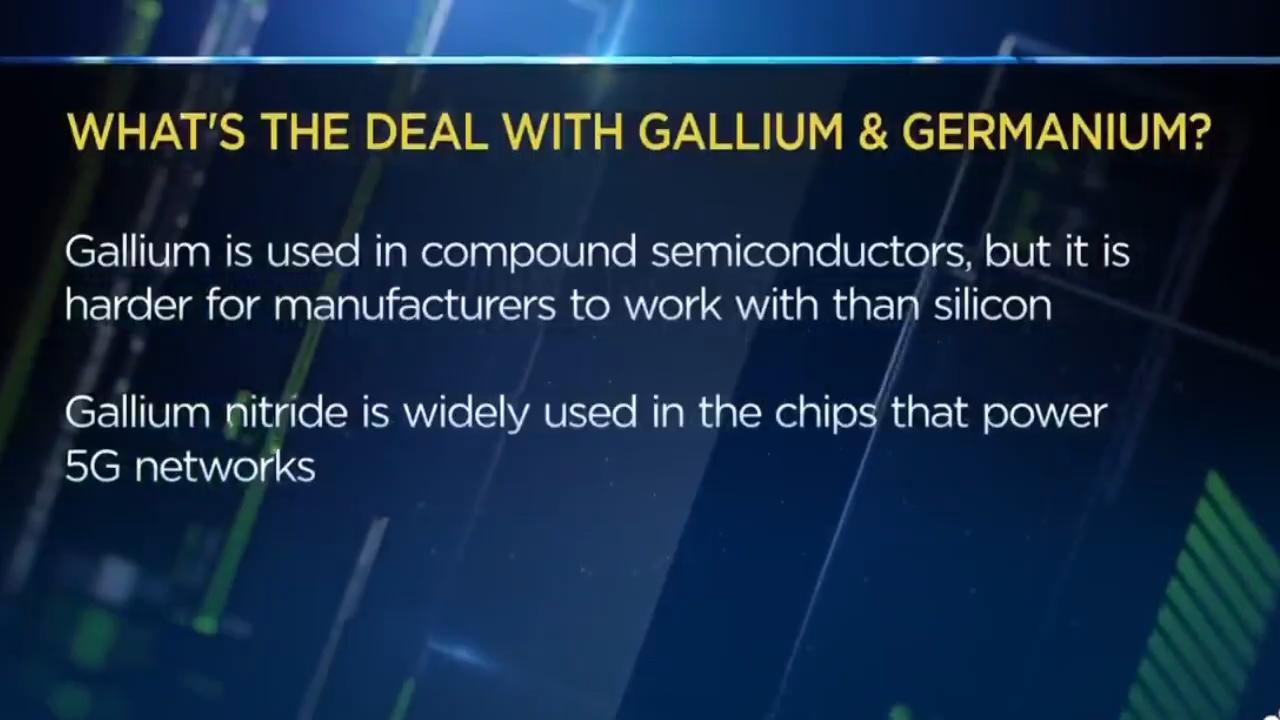 WHAT'S THE DEAL WITH GALLIUM & GERMANIUM?
Gallium is used in compound semiconductors, but it is
harder for manufacturers to work with than silicon
Gallium nitride is widely used in the chips that power
5G networks